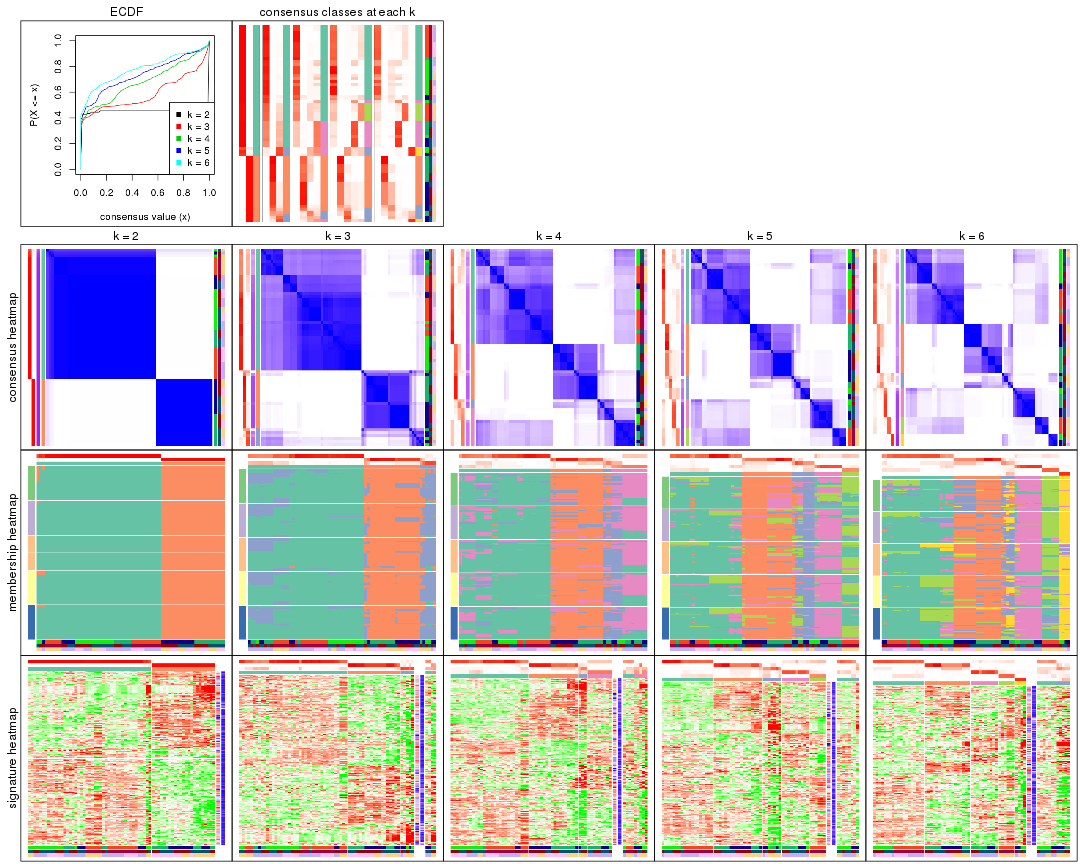 ECDF
consensus classes at each k
P(X <= x)
0.0 0.2 0.4 0.6 0.8 1.0
k = 2
k = 3
k = 4
k = 5
k = 6
0.0 0.2 0.4 0.6 0.8 1.0
consensus value (x)
k = 2
k = 3
k = 4
k = 5
k = 6
consensus heatmap
membership heatmap
signature heatmap